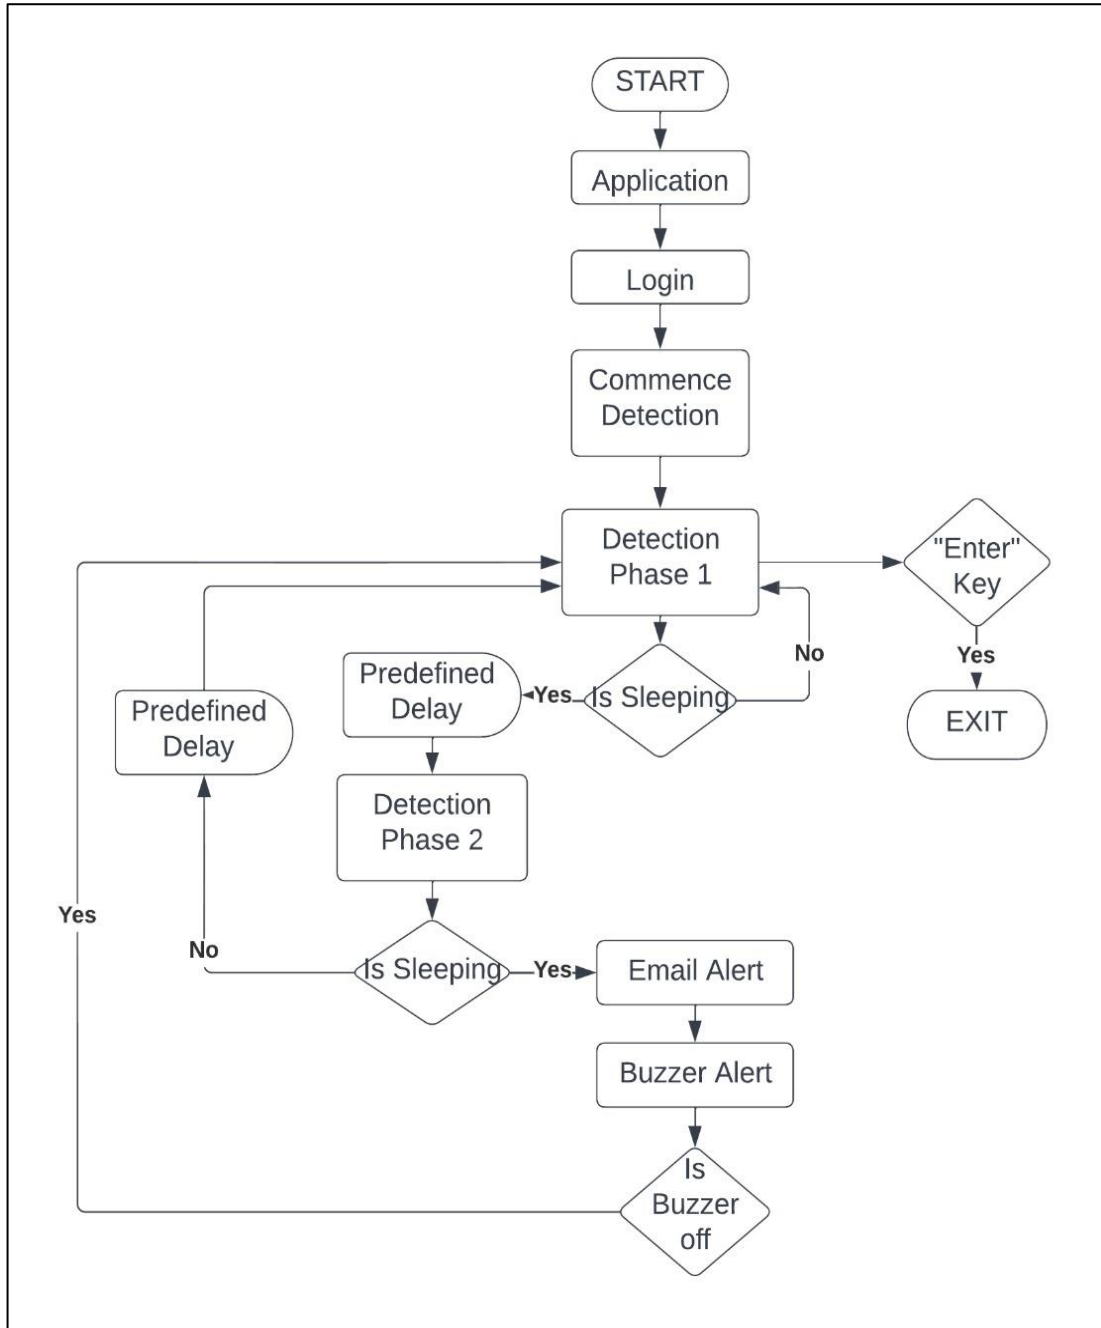 START
Application
Login
Commence
Detection
Detection
Phase 1
"Enter"
Key
No
Yes
EXIT
Is Sleeping
Yes
Predefined
Delay
Predefined
Delay
Detection
Phase 2
Yes
No
Is Sleeping
Yes
Email Alert
Buzzer Alert
Is
Buzzer
off